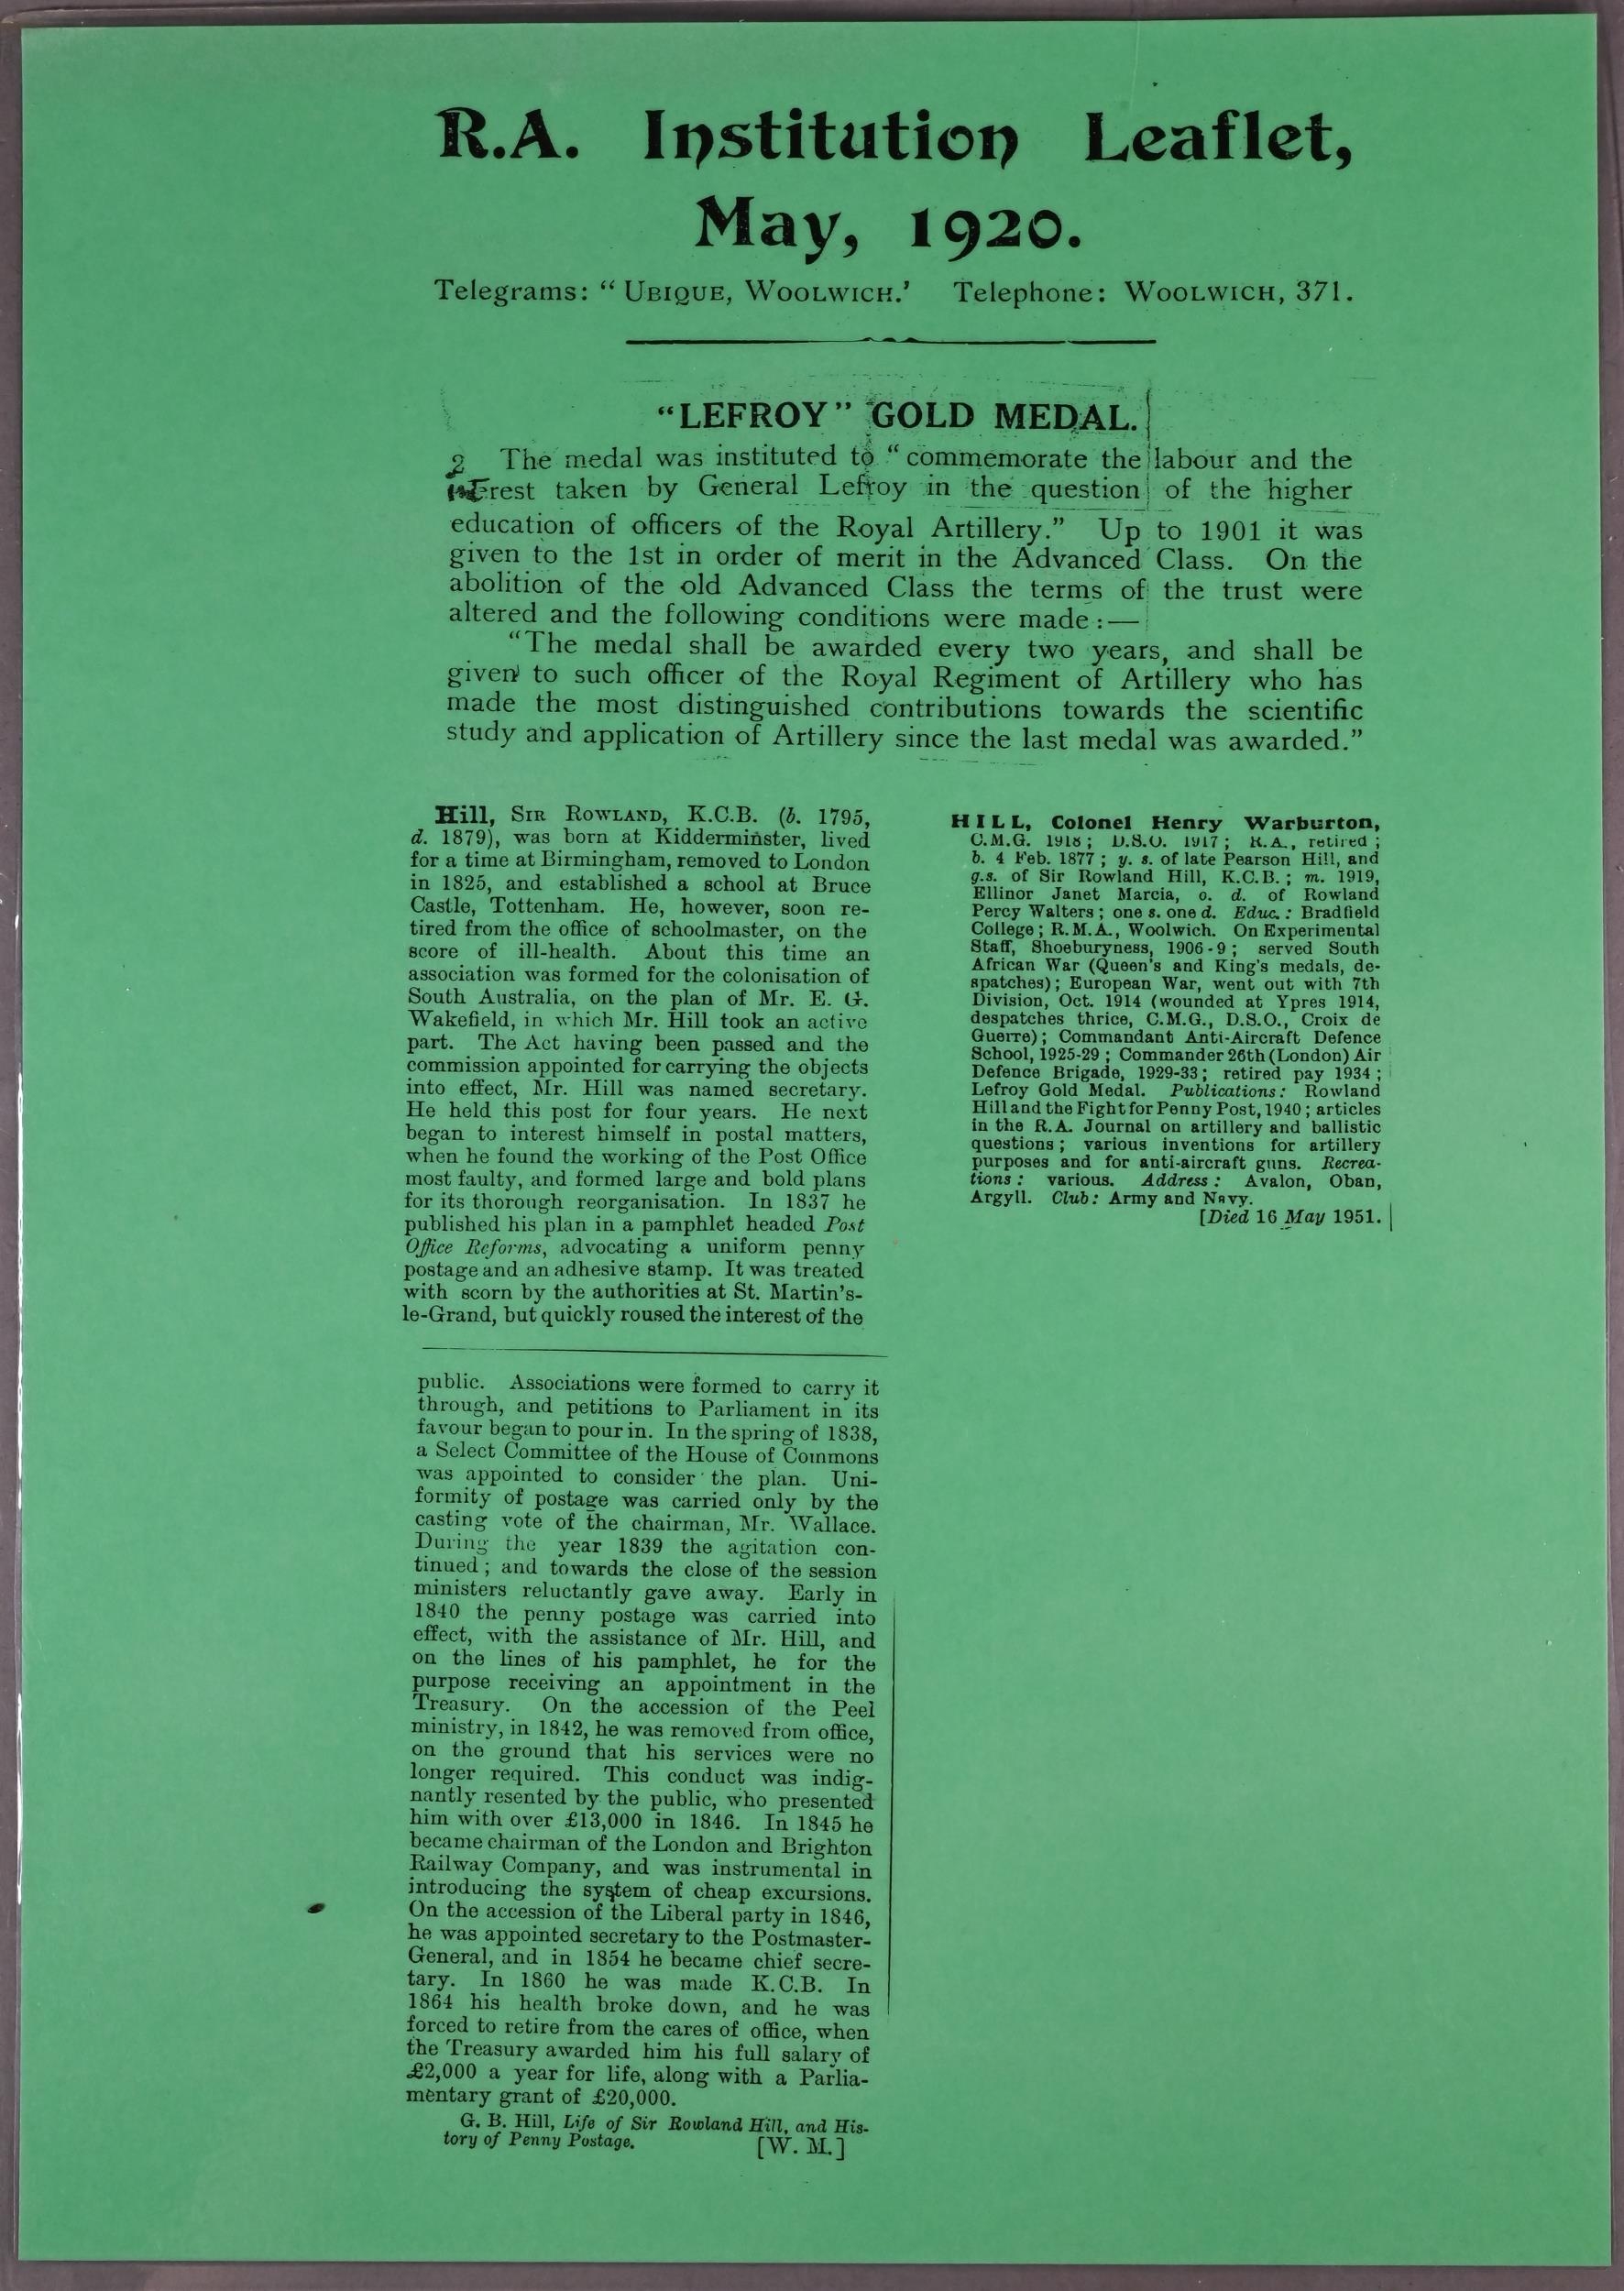 R.A. Institution Leaflet,
May, 1920.
Telegrams: “ UBIQUE, WOOLWICH.’ Telephone: WOOLWICH, 371.
“LEFROY” GOLD MEDAL.
2 The medal was instituted to “ commemorate the labour and the
interest taken by General Lefroy in the question of the higher
education of officers of the Royal Artillery.” Up to 1901 it was
given to the 1st in order of merit in the Advanced Class. On the
abolition of the old Advanced Class the terms of the trust were
altered and the following conditions were made :—
“The medal shall be awarded every two years, and shall be
given to such officer of the Royal Regiment of Artillery who has
made the most distinguished contributions towards the scientific
study and application of Artillery since the last medal was awarded.”
Hill, SIR ROWLAND, K.C.B. (b. 1795,
d. 1879), was born at Kidderminster, lived
for a time at Birmingham, removed to London
in 1825, and established a school at Bruce
Castle, Tottenham. He, however, soon re-
tired from the office of schoolmaster, on the
score of ill-health. About this time an
association was formed for the colonisation of
South Australia, on the plan of Mr. E. G.
Wakefield, in which Mr. Hill took an active
part. The Act having been passed and the
commission appointed for carrying the objects
into effect, Mr. Hill was named secretary.
He held this post for four years. He next
began to interest himself in postal matters,
when he found the working of the Post Office
most faulty, and formed large and bold plans
for its thorough reorganisation. In 1837 he
published his plan in a pamphlet headed Post
Office Reforms, advocating a uniform penny
postage and an adhesive stamp. It was treated
with scorn by the authorities at St. Martin’s-
le-Grand, but quickly roused the interest of the
public. Associations were formed to carry it
through, and petitions to Parliament in its
favour began to pour in. In the spring of 1838,
a Select Committee of the House of Commons
was appointed to consider the plan. Uni-
formity of postage was carried only by the
casting vote of the chairman, Mr. Wallace.
During the year 1839 the agitation con-
tinued ; and towards the close of the session
ministers reluctantly gave away. Early in
1840 the penny postage was carried into
effect, with the assistance of Mr. Hill, and
on the lines of his pamphlet, he for the
purpose receiving an appointment in the
Treasury. On the accession of the Peel
ministry, in 1842, he was removed from office,
on the ground that his services were no
longer required. This conduct was indig-
nantly resented by the public, who presented
him with over £13,000 in 1846. In 1845 he
became chairman of the London and Brighton
Railway Company, and was instrumental in
introducing the system of cheap excursions.
On the accession of the Liberal party in 1846,
he was appointed secretary to the Postmaster-
General, and in 1854 he became chief secre-
tary. In 1860 he was made K.C.B. In
1864 his health broke down, and he was
forced to retire from the cares of office, when
the Treasury awarded him his full salary of
£2,000 a year for life, along with a Parlia-
mentary grant of £20,000.
G. B. Hill, Life of Sir Rowland Hill, and His-
tory of Penny Postage. [W. M.]
HILL, Colonel Henry Warburton,
C.M.G. 1918 ; D.S.O. 1917 ; R.A., retired ;
b. 4 Feb. 1877 ; y. s. of late Pearson Hill, and
g.s. of Sir Rowland Hill, K.C.B. ; m. 1919,
Ellinor Janet Marcia, o. d. of Rowland
Percy Walters ; one s. one d. Educ. : Bradfield
College ; R.M.A., Woolwich. On Experimental
Staff, Shoeburyness, 1906-9 ; served South
African War (Queen’s and King’s medals, de-
spatches) ; European War, went out with 7th
Division, Oct. 1914 (wounded at Ypres 1914,
despatches thrice, C.M.G., D.S.O., Croix de
Guerre) ; Commandant Anti-Aircraft Defence
School, 1925-29 ; Commander 26th (London) Air
Defence Brigade, 1929-33 ; retired pay 1934 ;
Lefroy Gold Medal. Publications : Rowland
Hill and the Fight for Penny Post, 1940 ; articles
in the R.A. Journal on artillery and ballistic
questions ; various inventions for artillery
purposes and for anti-aircraft guns. Recrea-
tions : various. Address : Avalon, Oban,
Argyll. Club : Army and Navy.
[Died 16 May 1951.